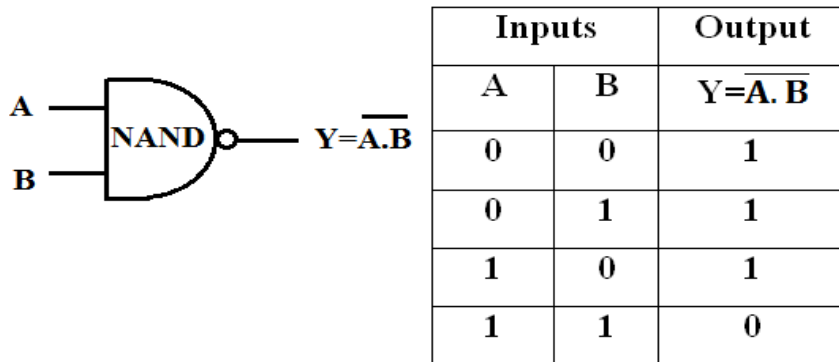 A
B
NAND
Y=A̅.̅B̅
Inputs Output
A B Y=A̅.̅ ̅B̅
0 0 1
0 1 1
1 0 1
1 1 0